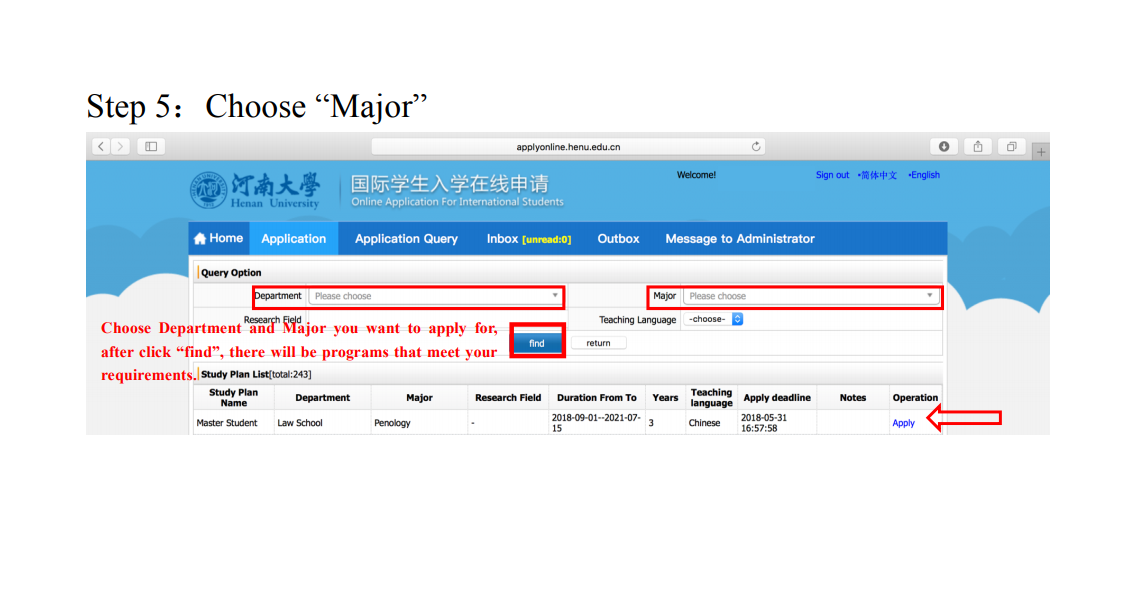 Step 5：Choose “Major”
applyonline.henu.edu.cn
河南大學
Henan University
国际学生入学在线申请
Online Application For International Students
Welcome!
Sign out •简体中文 •English
Home Application Application Query Inbox [unread:0] Outbox Message to Administrator
Query Option
Department Please choose Major Please choose
Research Field Teaching Language -choose-
Choose Department and Major you want to apply for,
find return
after click “find”, there will be programs that meet your
requirements.
Study Plan List[total:243]
Study Plan Name Department Major Research Field Duration From To Years Teaching language Apply deadline Notes Operation
Master Student Law School Penology - 2018-09-01--2021-07-15 3 Chinese 2018-05-31 16:57:58 Apply